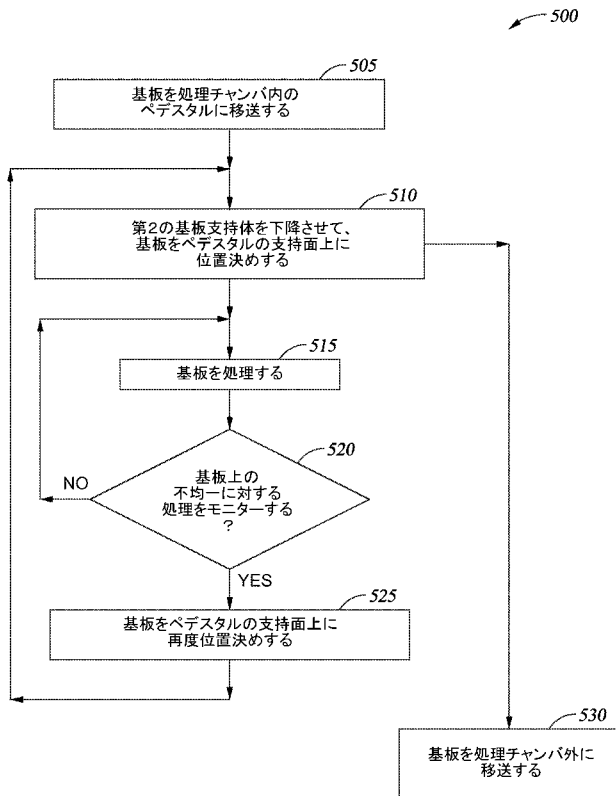 500
505
基板を処理チャンバ内の
ペデスタルに移送する
510
第2の基板支持体を下降させて、
基板をペデスタルの支持面上に
位置決めする
515
基板を処理する
520
基板上の
不均一に対する
処理をモニターする
?
NO
YES
525
基板をペデスタルの支持面上に
再度位置決めする
530
基板を処理チャンバ外に
移送する